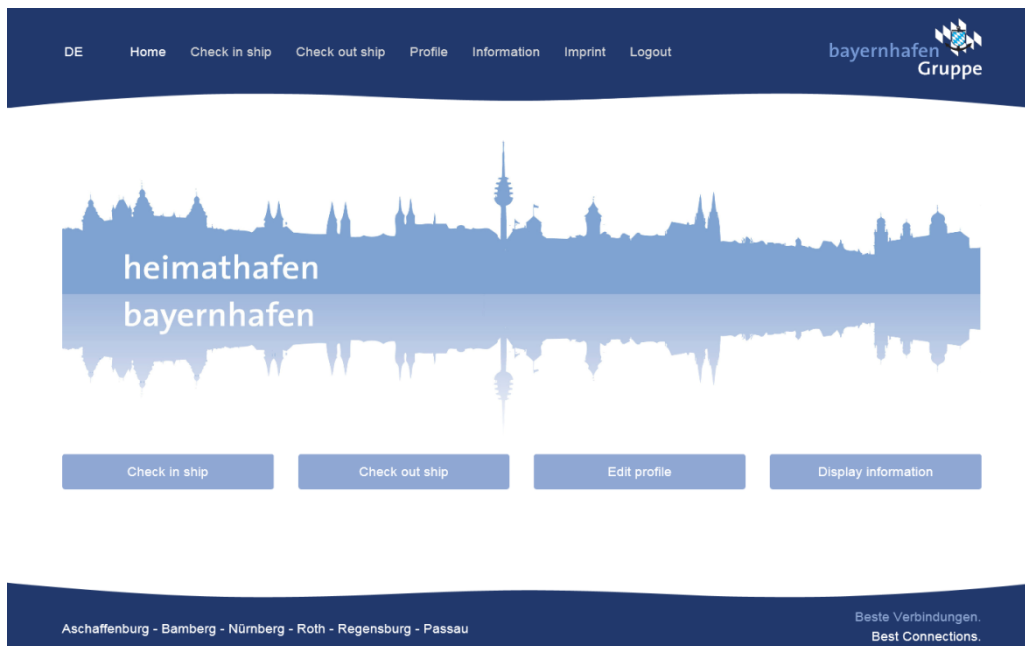 DE Home Check in ship Check out ship Profile Information Imprint Logout
bayernhafen
Gruppe
heimathafen
bayernhafen
Check in ship Check out ship Edit profile Display information
Aschaffenburg - Bamberg - Nürnberg - Roth - Regensburg - Passau
Beste Verbindungen.
Best Connections.